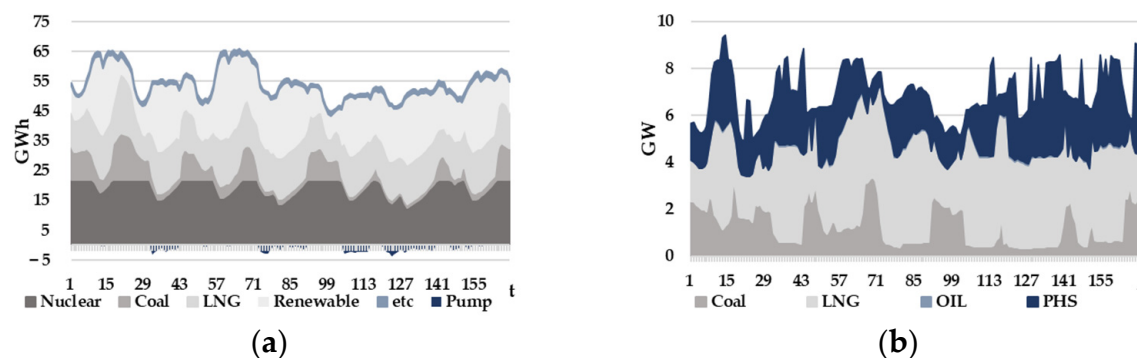 75
65
55
45
35
25
15
5
−5
GWh
1 15 29 43 57 71 85 99 113 127 141 155 t
Nuclear Coal LNG Renewable etc Pump
(a)
10
8
6
4
2
0
GW
1 15 29 43 57 71 85 99 113 127 141 155
Coal LNG OIL PHS
(b)